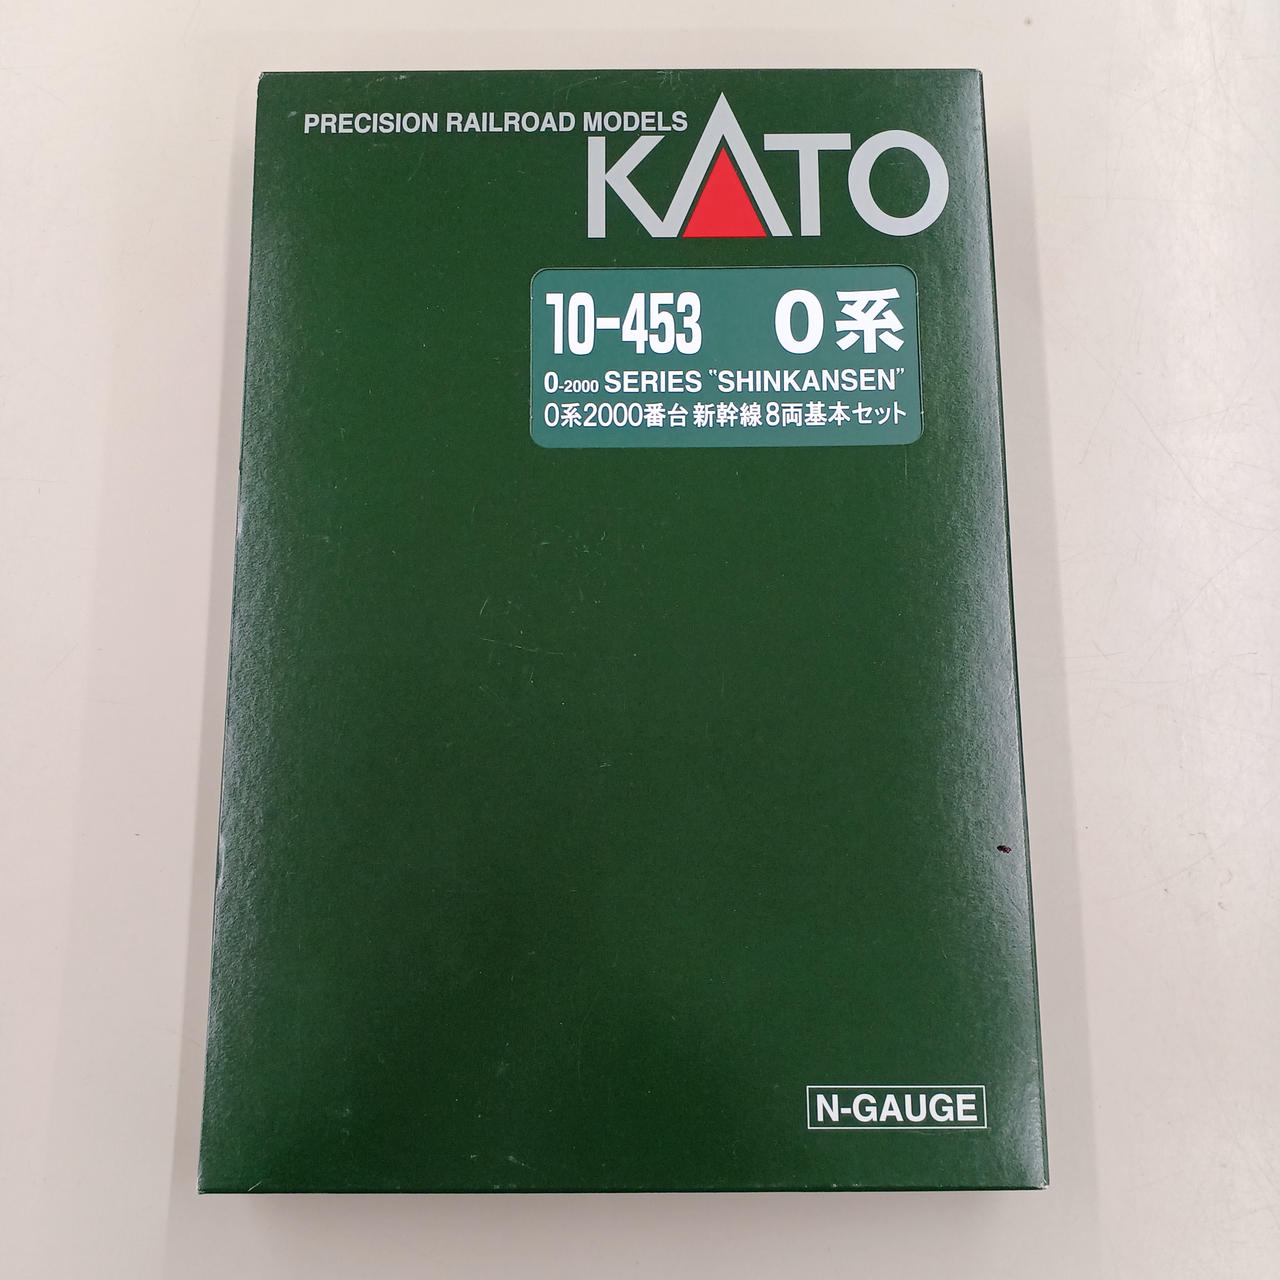 PRECISION RAILROAD MODELS
KATO
10-453 0系
0-2000 SERIES "SHINKANSEN"
0系2000番台新幹線8両基本セット
N-GAUGE